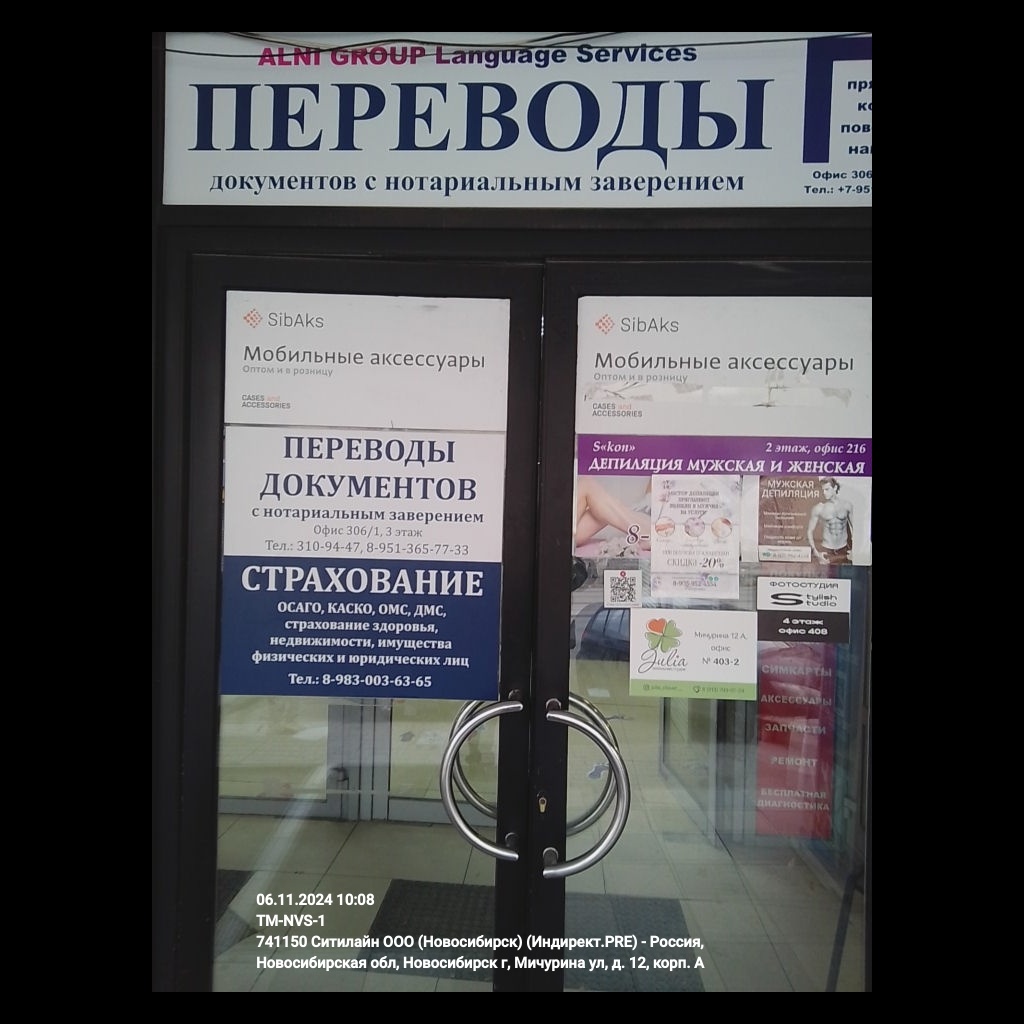 ALNI GROUP Language Services
ПЕРЕВОДЫ
документов с нотариальным заверением
Офис 306
Тел.: +7-951
SibAks
Мобильные аксессуары
Оптом и в розницу
CASES and
ACCESSORIES
ПЕРЕВОДЫ
ДОКУМЕНТОВ
с нотариальным заверением
Офис 306/1, 3 этаж
Тел.: 310-94-47, 8-951-365-77-33
СТРАХОВАНИЕ
ОСАГО, КАСКО, ОМС, ДМС,
страхование здоровья,
недвижимости, имущества
физических и юридических лиц
Тел.: 8-983-003-63-65
SibAks
Мобильные аксессуары
Оптом и в розницу
CASES and
ACCESSORIES
S«kon»
2 этаж, офис 216
ДЕПИЛЯЦИЯ МУЖСКАЯ И ЖЕНСКАЯ
8-
СКИДКА -20%
МУЖСКАЯ
ДЕПИЛЯЦИЯ
ФОТОСТУДИЯ
Stylish
Studio
4 этаж
офис 408
Julia
Мичурина 12 А,
офис
№ 403-2
СИМКАРТЫ
АКСЕССУАРЫ
ЗАПЧАСТИ
РЕМОНТ
БЕСПЛАТНАЯ
ДИАГНОСТИКА
06.11.2024 10:08
TM-NVS-1
741150 Ситилайн ООО (Новосибирск) (Индирект.PRE) - Россия,
Новосибирская обл, Новосибирск г, Мичурина ул, д. 12, корп. А